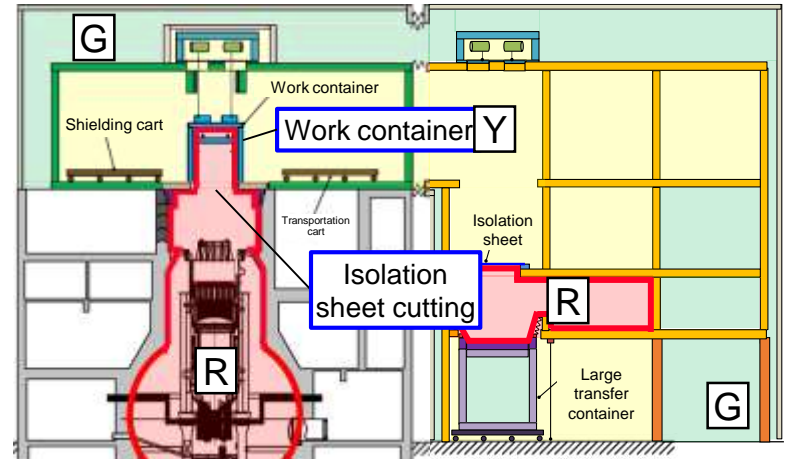 G
Work container
Work container Y
Shielding cart
Transportation
cart
Isolation
sheet
Isolation
sheet cutting
R
R
Large
transfer
container
G